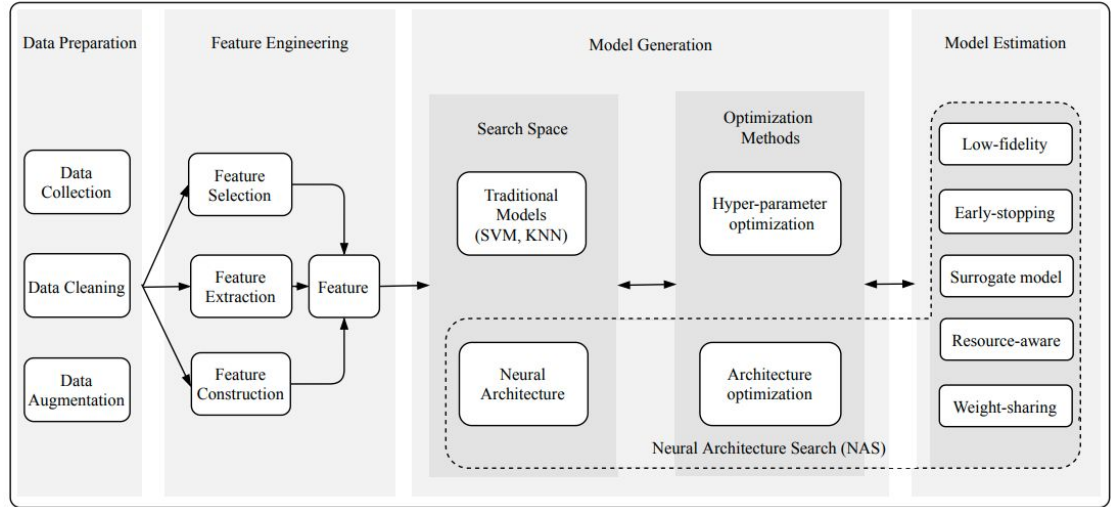 Data Preparation
Feature Engineering
Model Generation
Model Estimation
Data
Collection
Data Cleaning
Data
Augmentation
Feature
Selection
Feature
Extraction
Feature
Construction
Feature
Search Space
Traditional
Models
(SVM, KNN)
Neural
Architecture
Optimization
Methods
Hyper-parameter
optimization
Architecture
optimization
Neural Architecture Search (NAS)
Low-fidelity
Early-stopping
Surrogate model
Resource-aware
Weight-sharing